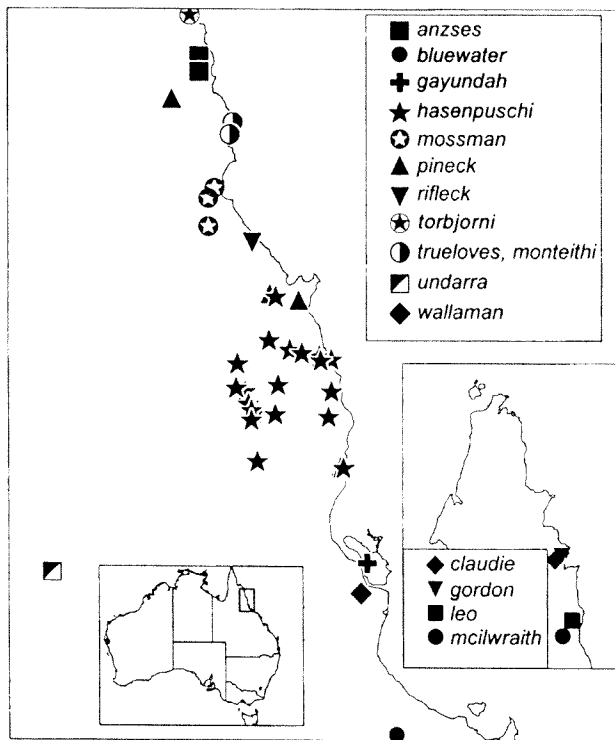 anzses
bluewater
gayundah
hasenpuschi
mossman
pineck
rifleck
torbjorni
trueloves, monteithi
undarra
wallaman
claudie
gordon
leo
mcilwraith